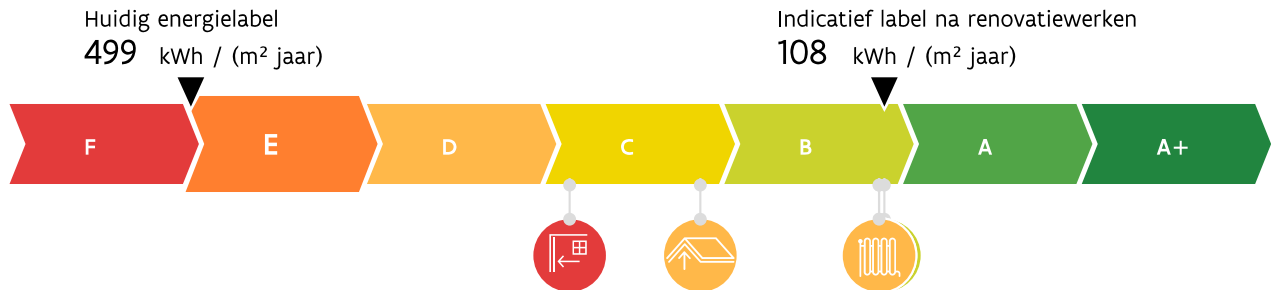 Huidig energielabel
499 kWh / (m² jaar)
Indicatief label na renovatiewerken
108 kWh / (m² jaar)
F E D C B A A+